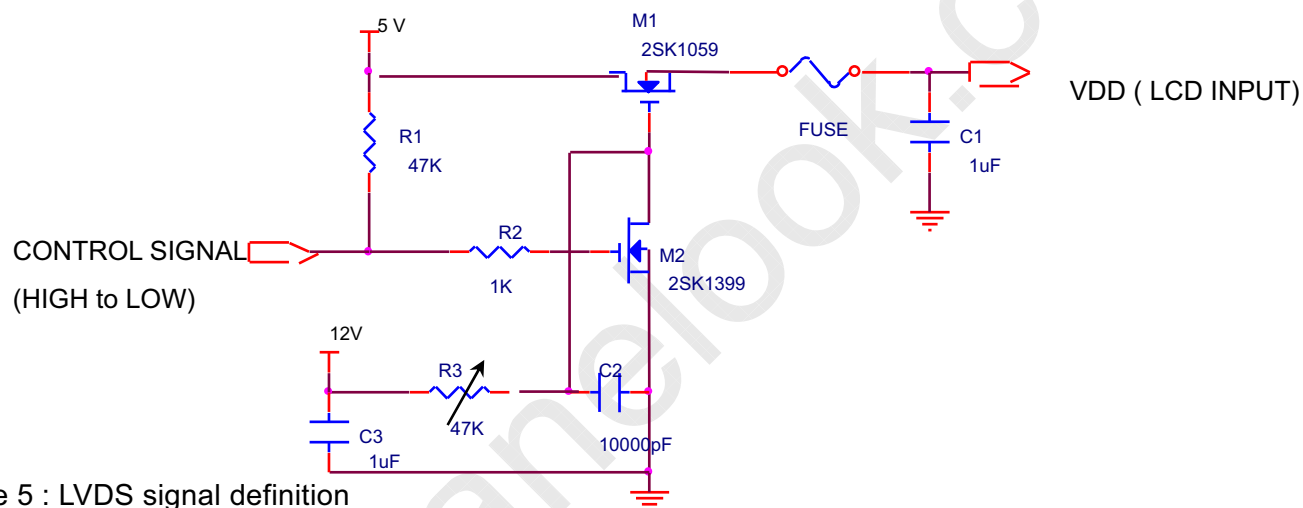 M1
5 V
2SK1059
VDD ( LCD INPUT)
FUSE
R1
47K
C1
1uF
R2
1K
CONTROL SIGNAL
(HIGH to LOW)
M2
2SK1399
12V
R3
47K
C2
10000pF
C3
1uF
e 5 : LVDS signal definition
anelook.c